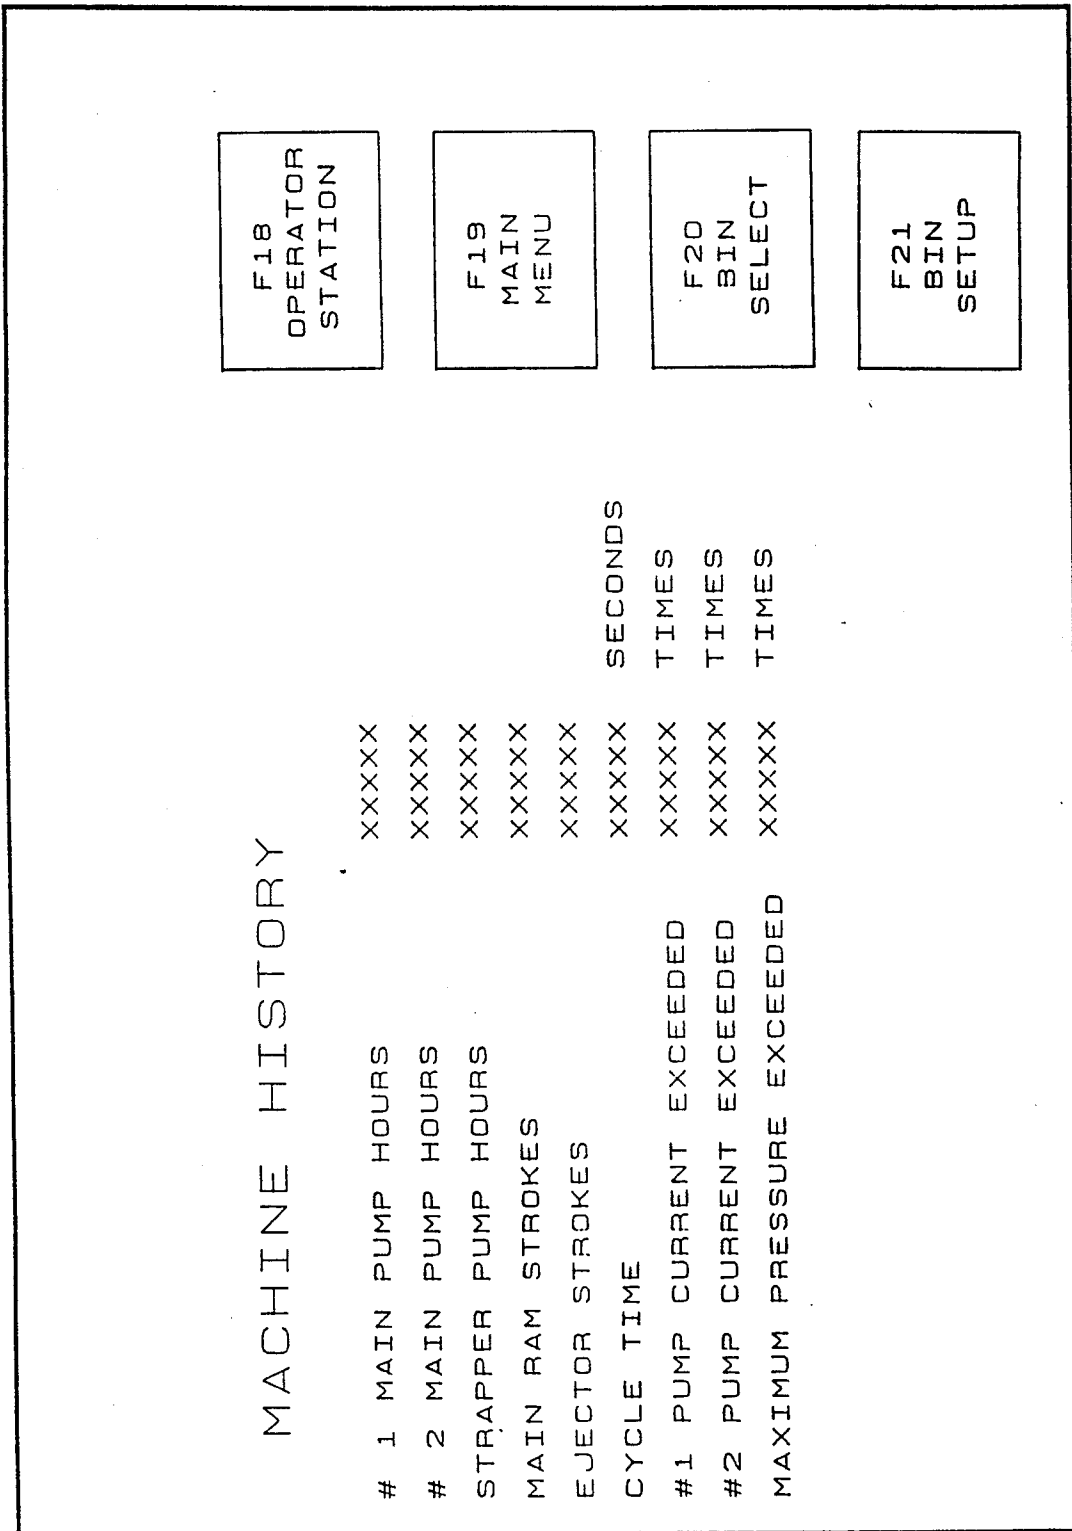 MACHINE HISTORY
# 1 MAIN PUMP HOURS XXXXX
# 2 MAIN PUMP HOURS XXXXX
STRAPPER PUMP HOURS XXXXX
MAIN RAM STROKES XXXXX
EJECTOR STROKES XXXXX
CYCLE TIME XXXXX SECONDS
#1 PUMP CURRENT EXCEEDED XXXXX TIMES
#2 PUMP CURRENT EXCEEDED XXXXX TIMES
MAXIMUM PRESSURE EXCEEDED XXXXX TIMES
F18
OPERATOR
STATION
F19
MAIN
MENU
F20
BIN
SELECT
F21
BIN
SETUP